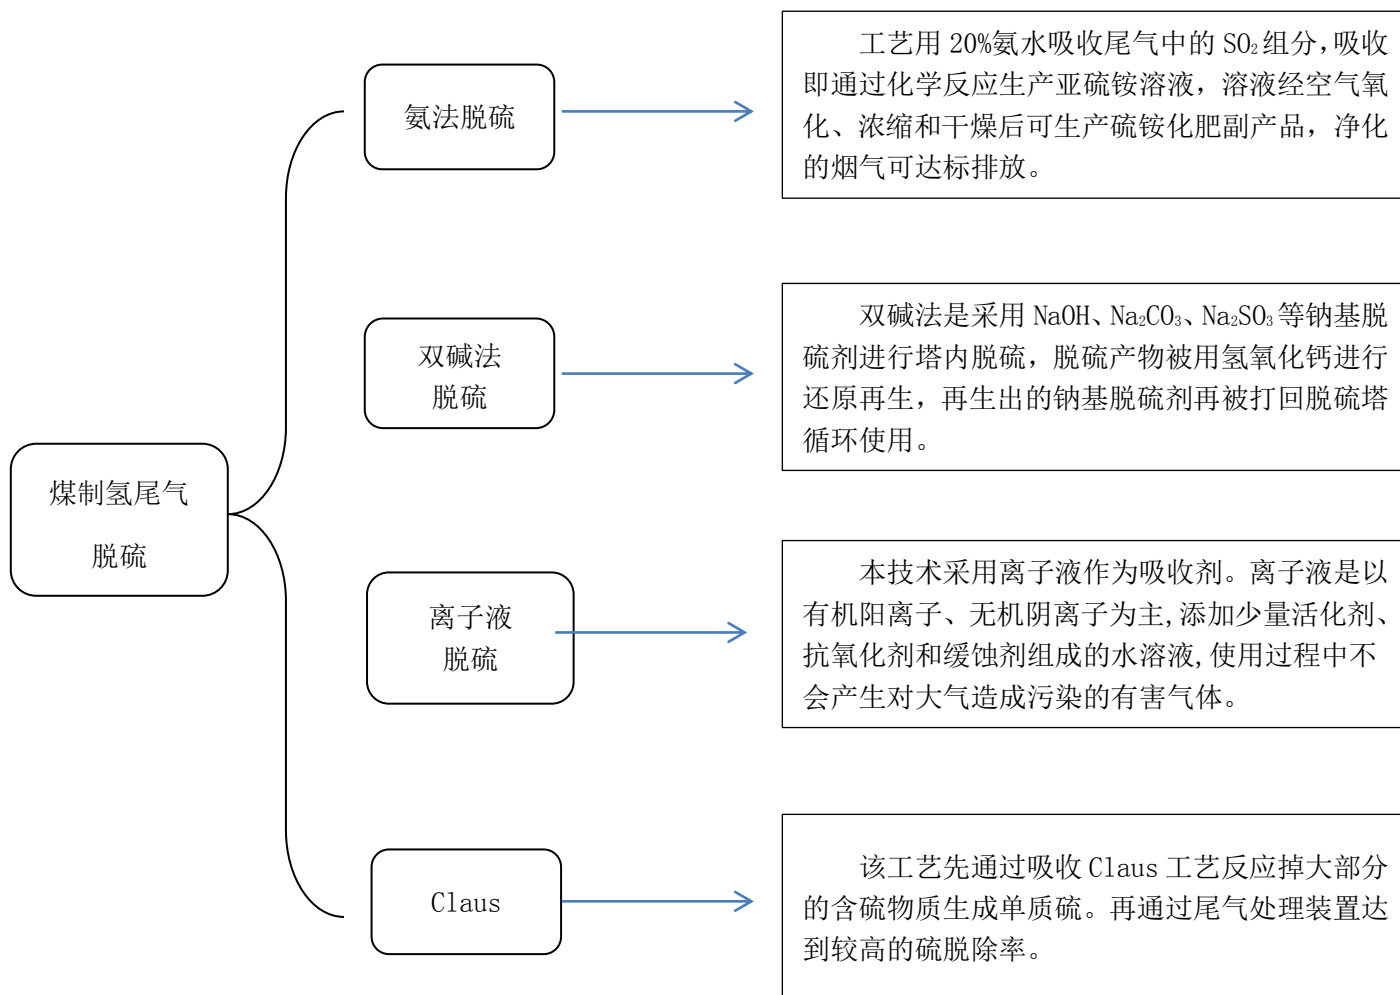 煤制氢尾气
脱硫
氨法脱硫
工艺用 20%氨水吸收尾气中的 SO₂组分,吸收
即通过化学反应生产亚硫铵溶液，溶液经空气氧
化、浓缩和干燥后可生产硫铵化肥副产品，净化
的烟气可达标排放。
双碱法
脱硫
双碱法是采用 NaOH、Na₂CO₃、Na₂SO₃等钠基脱
硫剂进行塔内脱硫，脱硫产物被用氢氧化钙进行
还原再生，再生出的钠基脱硫剂再被打回脱硫塔
循环使用。
离子液
脱硫
本技术采用离子液作为吸收剂。离子液是以
有机阳离子、无机阴离子为主,添加少量活化剂、
抗氧化剂和缓蚀剂组成的水溶液,使用过程中不
会产生对大气造成污染的有害气体。
Claus
该工艺先通过吸收 Claus 工艺反应掉大部分
的含硫物质生成单质硫。再通过尾气处理装置达
到较高的硫脱除率。